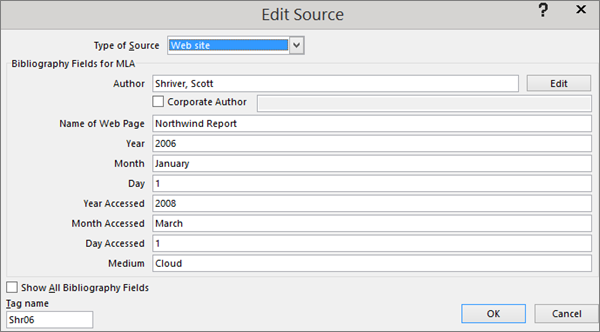 Edit Source
? ×
Type of Source Web site
Bibliography Fields for MLA
Author Shriver, Scott Edit
Corporate Author
Name of Web Page Northwind Report
Year 2006
Month January
Day 1
Year Accessed 2008
Month Accessed March
Day Accessed 1
Medium Cloud
Show All Bibliography Fields
Tag name
Shr06
OK Cancel